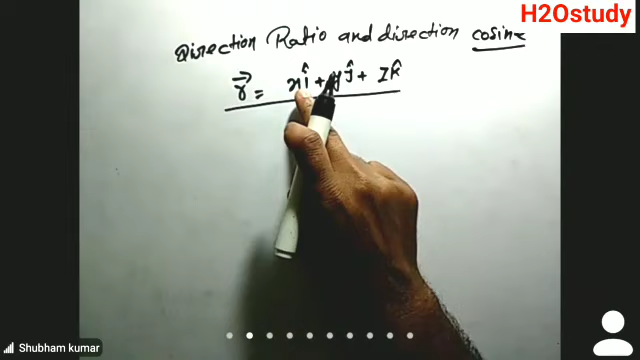 H2Ostudy
Direction Ratio and direction cosine
r⃗ = xî + yĵ + zk̂
Shubham kumar